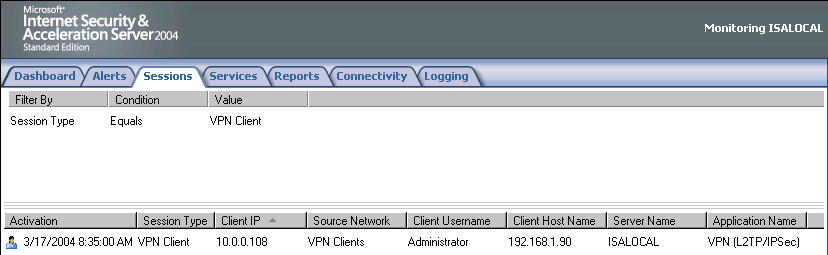 Microsoft®
Internet Security &
Acceleration Server 2004
Standard Edition
Monitoring ISALOCAL
Dashboard Alerts Sessions Services Reports Connectivity Logging
Filter By Condition Value
Session Type Equals VPN Client
Activation Session Type Client IP Source Network Client Username Client Host Name Server Name Application Name
3/17/2004 8:35:00 AM VPN Client 10.0.0.108 VPN Clients Administrator 192.168.1.90 ISALOCAL VPN (L2TP/IPSec)